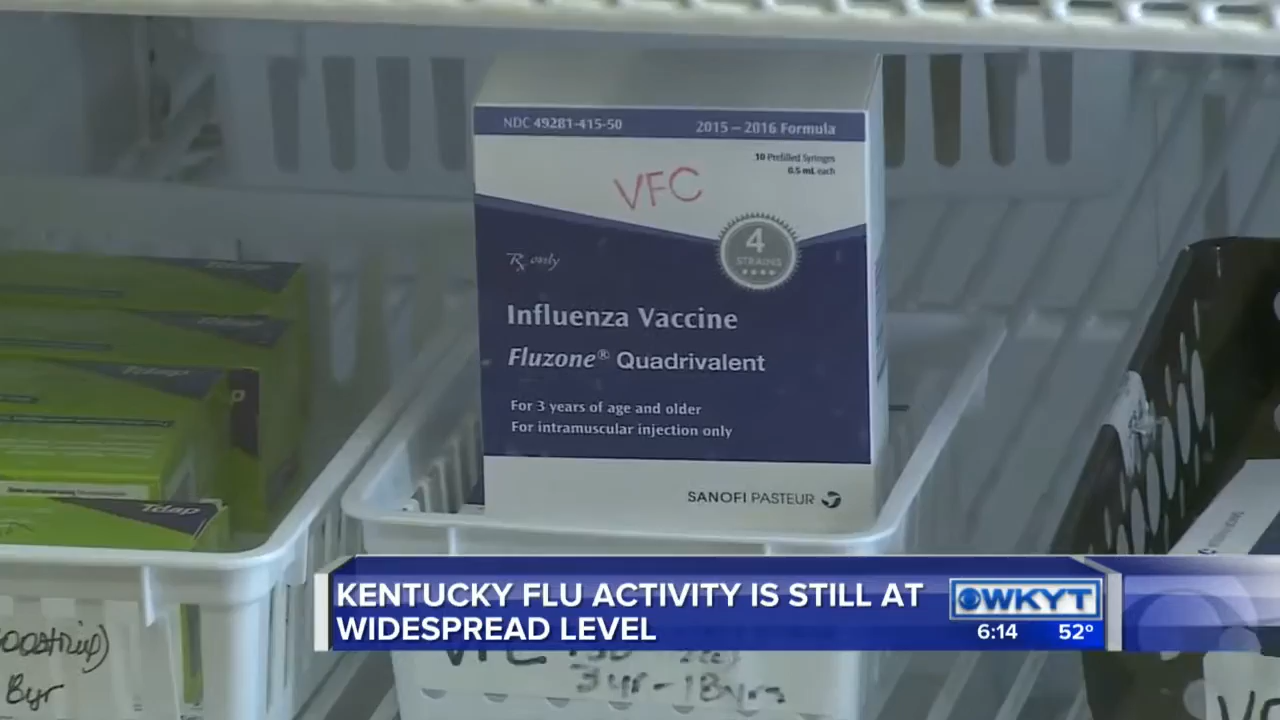 NDC 49281-415-50
2015 – 2016 Formula
10 Prefilled Syringes
0.5 mL each
VFC
4
STRAINS
Rx only
Influenza Vaccine
Fluzone® Quadrivalent
For 3 years of age and older
For intramuscular injection only
SANOFI PASTEUR
Tdap
Tdap
KENTUCKY FLU ACTIVITY IS STILL AT
WIDESPREAD LEVEL
WKYT
6:14 52°
VFC
3yr-18yrs
8yr